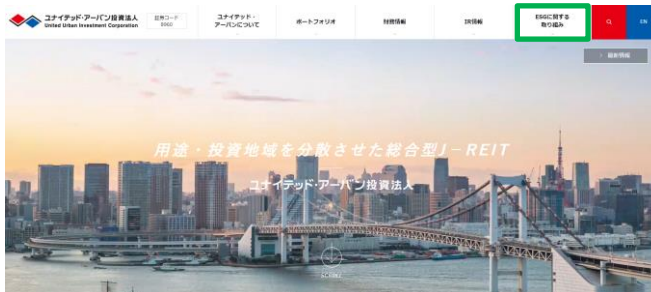 ユナイテッド・アーバン投資法人
United Urban Investment Corporation
証券コード
8960
ユナイテッド・
アーバンについて
ポートフォリオ
財務情報
IR情報
ESGに関する
取り組み
EN
最新情報
用途・投資地域を分散させた総合型J－REIT
ユナイテッド・アーバン投資法人
SCROLL